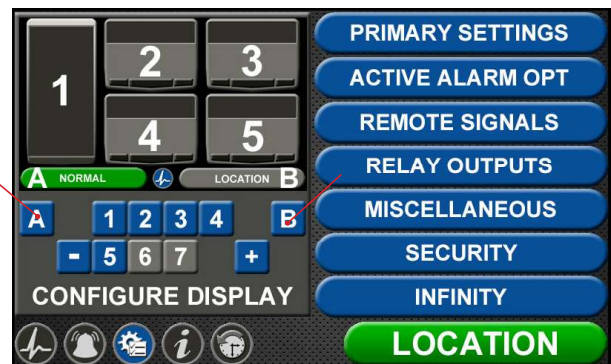 1
2 3
4 5
A NORMAL LOCATION B
A 1 2 3 4 B
- 5 6 7 +
CONFIGURE DISPLAY
PRIMARY SETTINGS
ACTIVE ALARM OPT
REMOTE SIGNALS
RELAY OUTPUTS
MISCELLANEOUS
SECURITY
INFINITY
i
LOCATION